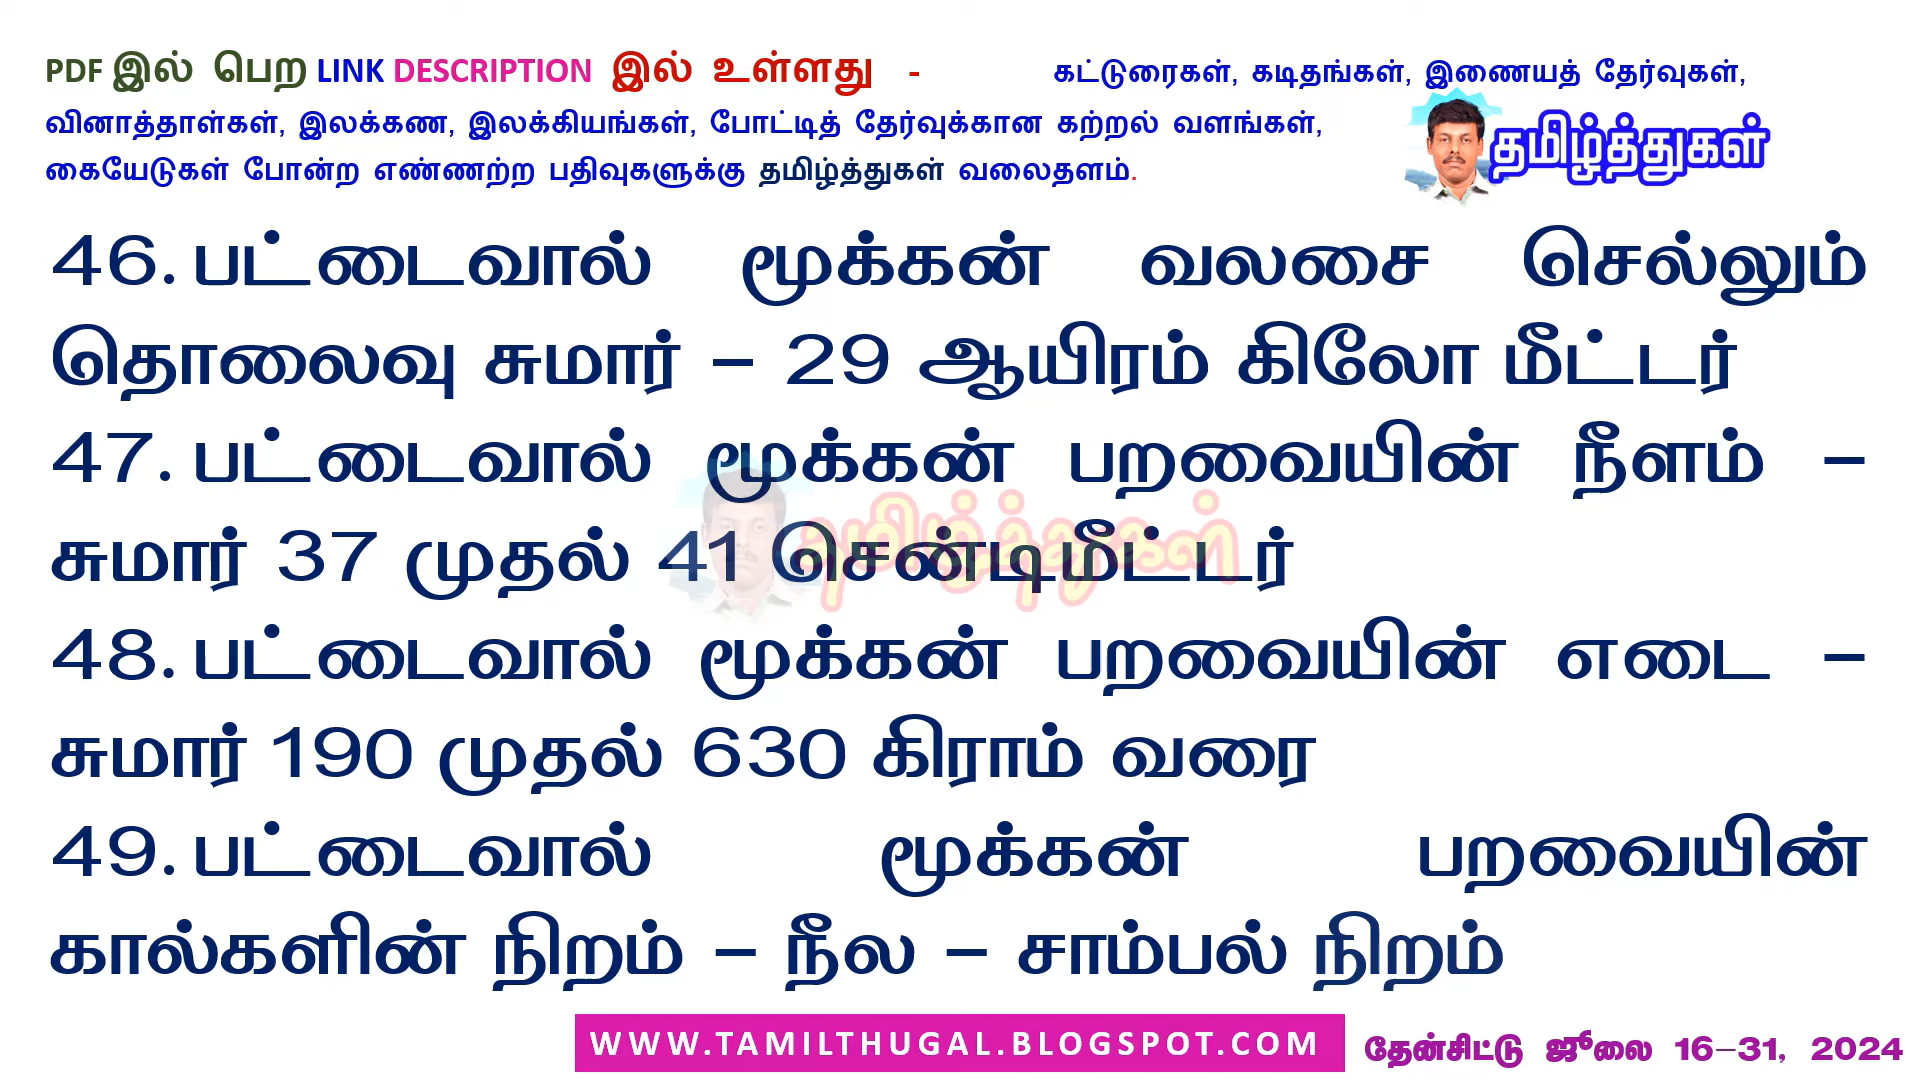 PDF இல் பெற LINK DESCRIPTION இல் உள்ளது - கட்டுரைகள், கடிதங்கள், இணையத் தேர்வுகள்,
வினாத்தாள்கள், இலக்கண, இலக்கியங்கள், போட்டித் தேர்வுக்கான கற்றல் வளங்கள்,
கையேடுகள் போன்ற எண்ணற்ற பதிவுகளுக்கு தமிழ்த்துகள் வலைதளம்.
தமிழ்த்துகள்
46. பட்டைவால் மூக்கன் வலசை செல்லும்
தொலைவு சுமார் – 29 ஆயிரம் கிலோ மீட்டர்
47. பட்டைவால் மூக்கன் பறவையின் நீளம் –
சுமார் 37 முதல் 41 செண்டிமீட்டர்
தமிழ்த்துகள்
48. பட்டைவால் மூக்கன் பறவையின் எடை –
சுமார் 190 முதல் 630 கிராம் வரை
49. பட்டைவால் மூக்கன் பறவையின்
கால்களின் நிறம் – நீல – சாம்பல் நிறம்
WWW.TAMILTHUGAL.BLOGSPOT.COM
தேன்சிட்டு ஜூலை 16–31, 2024